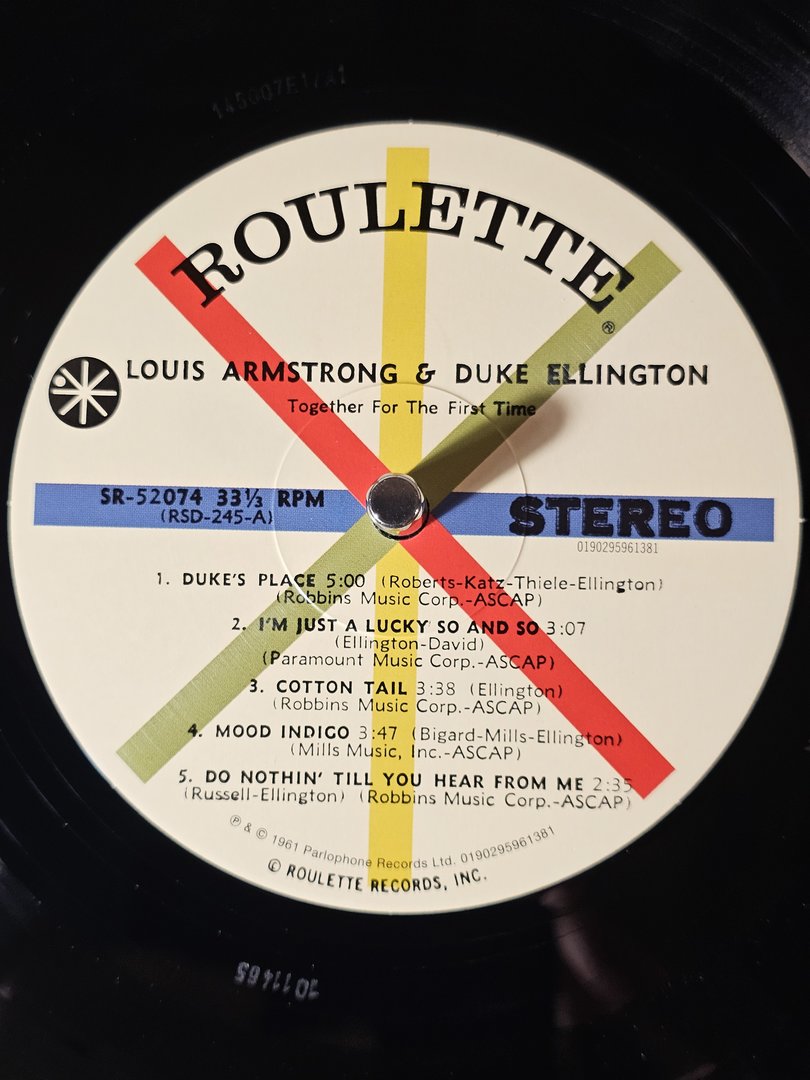 ROULETTE
®
LOUIS ARMSTRONG & DUKE ELLINGTON
Together For The First Time
SR-52074 33⅓ RPM
(RSD-245-A)
STEREO
0190295961381
1. DUKE'S PLACE 5:00 (Roberts-Katz-Thiele-Ellington)
(Robbins Music Corp.-ASCAP)
2. I'M JUST A LUCKY SO AND SO 3:07
(Ellington-David)
(Paramount Music Corp.-ASCAP)
3. COTTON TAIL 3:38 (Ellington)
(Robbins Music Corp.-ASCAP)
4. MOOD INDIGO 3:47 (Bigard-Mills-Ellington)
(Mills Music, Inc.-ASCAP)
5. DO NOTHIN' TILL YOU HEAR FROM ME 2:35
(Russell-Ellington) (Robbins Music Corp.-ASCAP)
℗ & © 1961 Parlophone Records Ltd. 0190295961381
© ROULETTE RECORDS, INC.